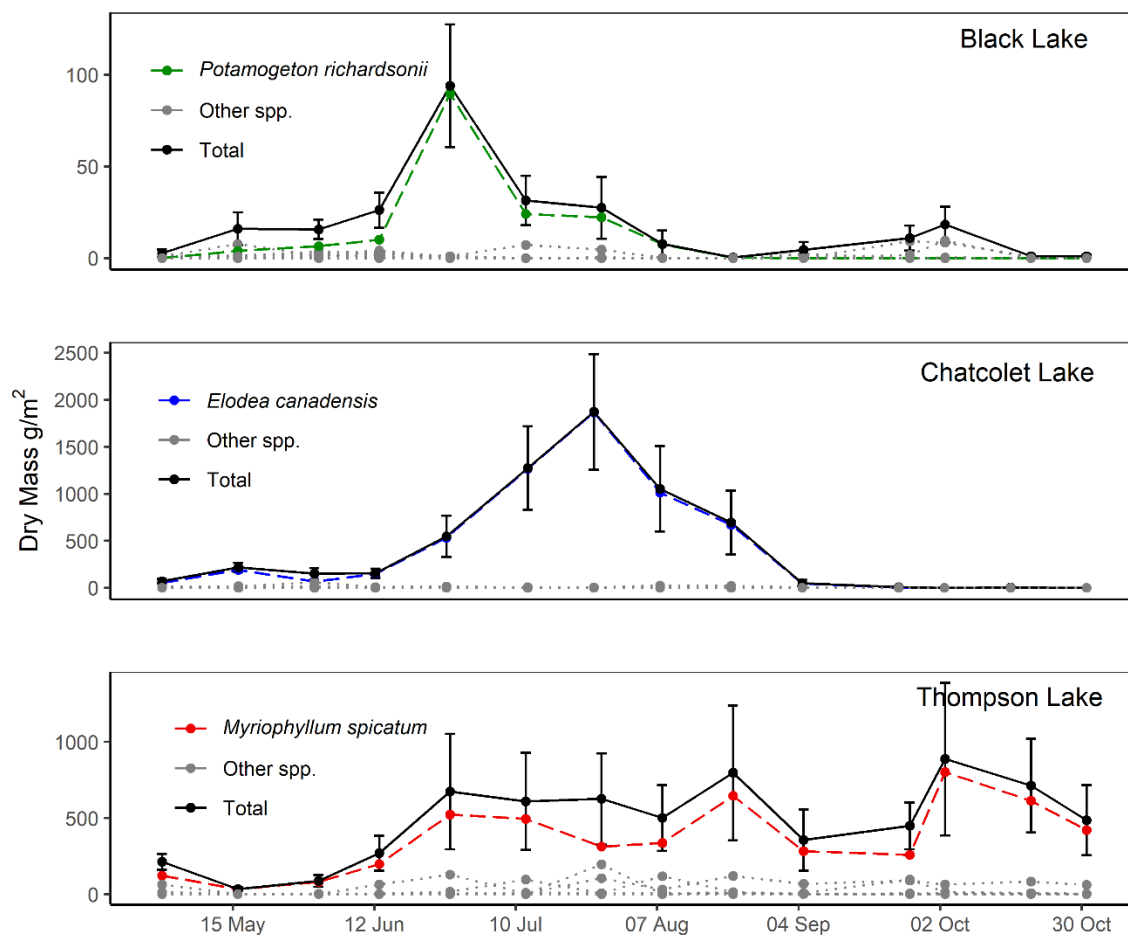 Black Lake
Potamogeton richardsonii
Other spp.
Total
100
50
0
Chatcolet Lake
Elodea canadensis
Other spp.
Total
2500
2000
1500
1000
500
0
Dry Mass g/m²
Thompson Lake
Myriophyllum spicatum
Other spp.
Total
1000
500
0
15 May 12 Jun 10 Jul 07 Aug 04 Sep 02 Oct 30 Oct